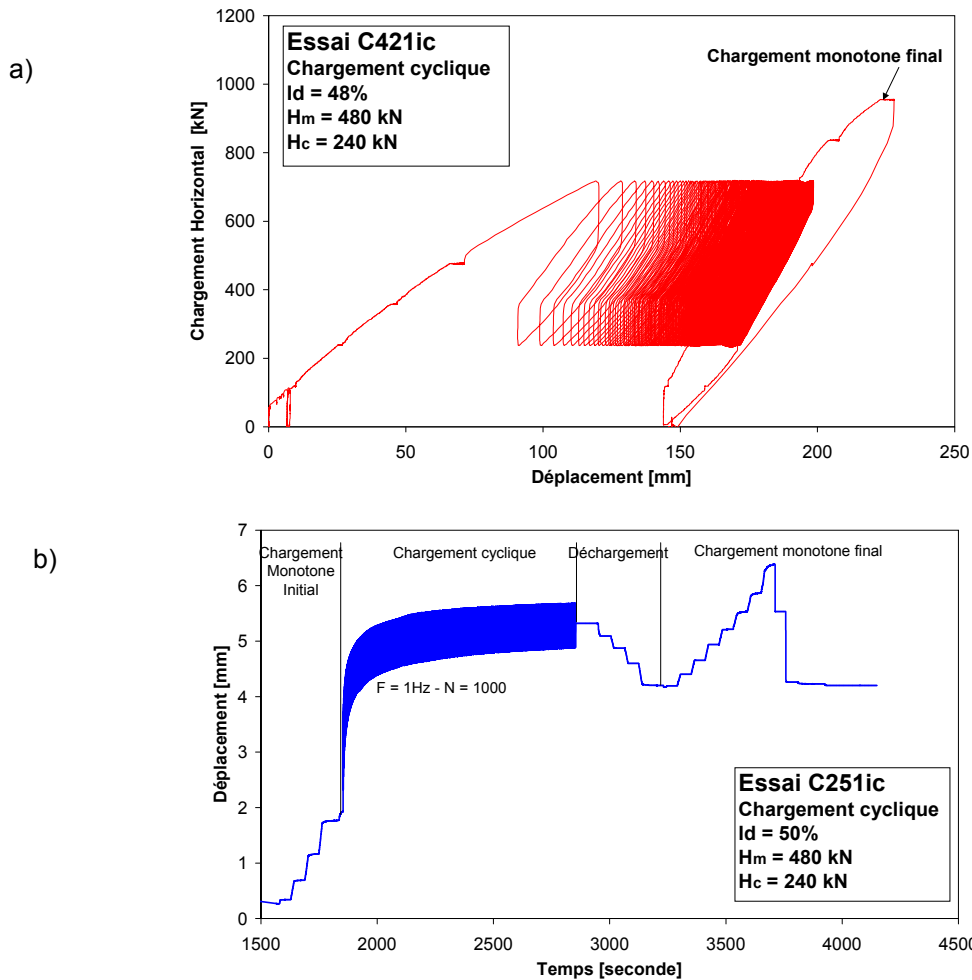 a)
1200
1000
800
600
400
200
0
Chargement Horizontal [kN]
Essai C421ic
Chargement cyclique
Id = 48%
Hm = 480 kN
Hc = 240 kN
Chargement monotone final
0 50 100 150 200 250
Déplacement [mm]
b)
7
6
5
4
3
2
1
0
Déplacement [mm]
Chargement
Monotone
Initial
Chargement cyclique
Déchargement
Chargement monotone final
F = 1Hz - N = 1000
Essai C251ic
Chargement cyclique
Id = 50%
Hm = 480 kN
Hc = 240 kN
1500 2000 2500 3000 3500 4000 4500
Temps [seconde]